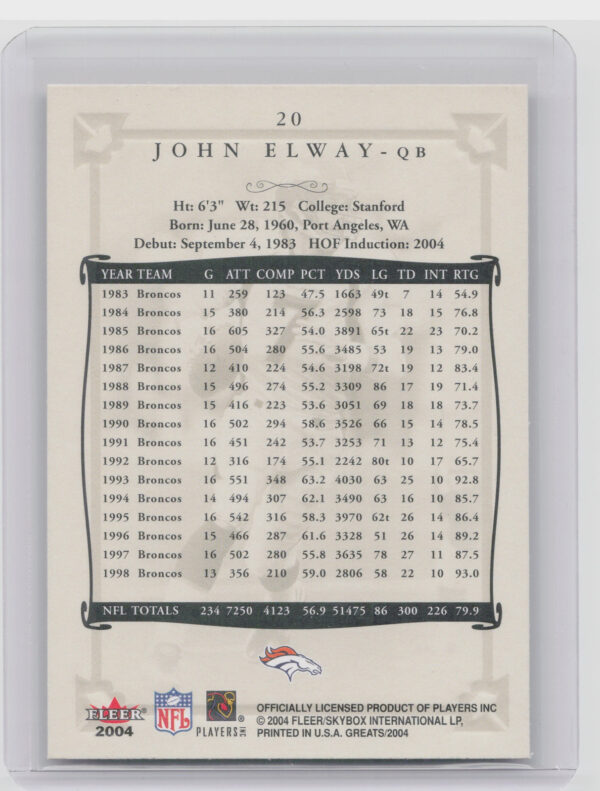 20
JOHN ELWAY - QB
Ht: 6'3" Wt: 215 College: Stanford
Born: June 28, 1960, Port Angeles, WA
Debut: September 4, 1983 HOF Induction: 2004
YEAR TEAM G ATT COMP PCT YDS LG TD INT RTG
1983 Broncos 11 259 123 47.5 1663 49t 7 14 54.9
1984 Broncos 15 380 214 56.3 2598 73 18 15 76.8
1985 Broncos 16 605 327 54.0 3891 65t 22 23 70.2
1986 Broncos 16 504 280 55.6 3485 53 19 13 79.0
1987 Broncos 12 410 224 54.6 3198 72t 19 12 83.4
1988 Broncos 15 496 274 55.2 3309 86 17 19 71.4
1989 Broncos 15 416 223 53.6 3051 69 18 18 73.7
1990 Broncos 16 502 294 58.6 3526 66 15 14 78.5
1991 Broncos 16 451 242 53.7 3253 71 13 12 75.4
1992 Broncos 12 316 174 55.1 2242 80t 10 17 65.7
1993 Broncos 16 551 348 63.2 4030 63 25 10 92.8
1994 Broncos 14 494 307 62.1 3490 63 16 10 85.7
1995 Broncos 16 542 316 58.3 3970 62t 26 14 86.4
1996 Broncos 15 466 287 61.6 3328 51 26 14 89.2
1997 Broncos 16 502 280 55.8 3635 78 27 11 87.5
1998 Broncos 13 356 210 59.0 2806 58 22 10 93.0
NFL TOTALS 234 7250 4123 56.9 51475 86 300 226 79.9
FLEER®
2004
NFL
PLAYERS INC
®
OFFICIALLY LICENSED PRODUCT OF PLAYERS INC
© 2004 FLEER/SKYBOX INTERNATIONAL LP,
PRINTED IN U.S.A. GREATS/2004